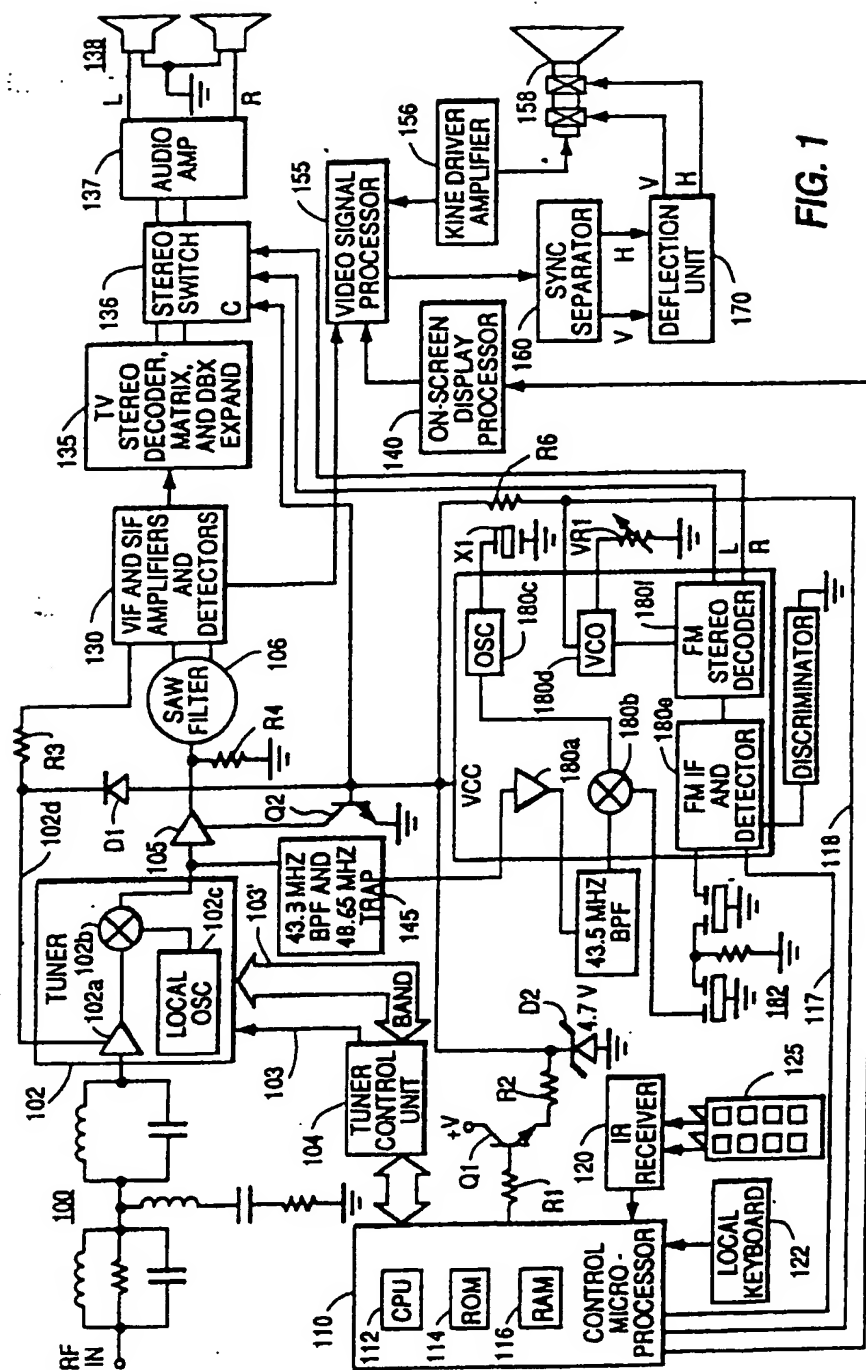 RF
IN
100
102
TUNER
102a
102b
102c
LOCAL
OSC
102d
R3
D1
105
Q2
R4
SAW
FILTER
106
130
VIF AND SIF
AMPLIFIERS
AND
DETECTORS
135
TV
STEREO
DECODER,
MATRIX,
AND DBX
EXPAND
136
STEREO
SWITCH
C
137
AUDIO
AMP
L
R
138
103
103'
BAND
104
TUNER
CONTROL
UNIT
43.3 MHZ
BPF AND
48.65 MHZ
TRAP
145
155
VIDEO SIGNAL
PROCESSOR
156
KINE DRIVER
AMPLIFIER
158
140
ON-SCREEN
DISPLAY
PROCESSOR
160
SYNC
SEPARATOR
V
H
DEFLECTION
UNIT
170
V
H
VCC
180a
180b
OSC
180c
X1
R6
VCO
180d
VR1
180f
FM
STEREO
DECODER
L
R
180e
FM IF
AND
DETECTOR
DISCRIMINATOR
43.5 MHZ
BPF
182
110
112
CPU
114
ROM
116
RAM
CONTROL
MICRO-
PROCESSOR
R1
Q1
+V
R2
D2
4.7 V
120
IR
RECEIVER
125
LOCAL
KEYBOARD
122
117
118
FIG. 1